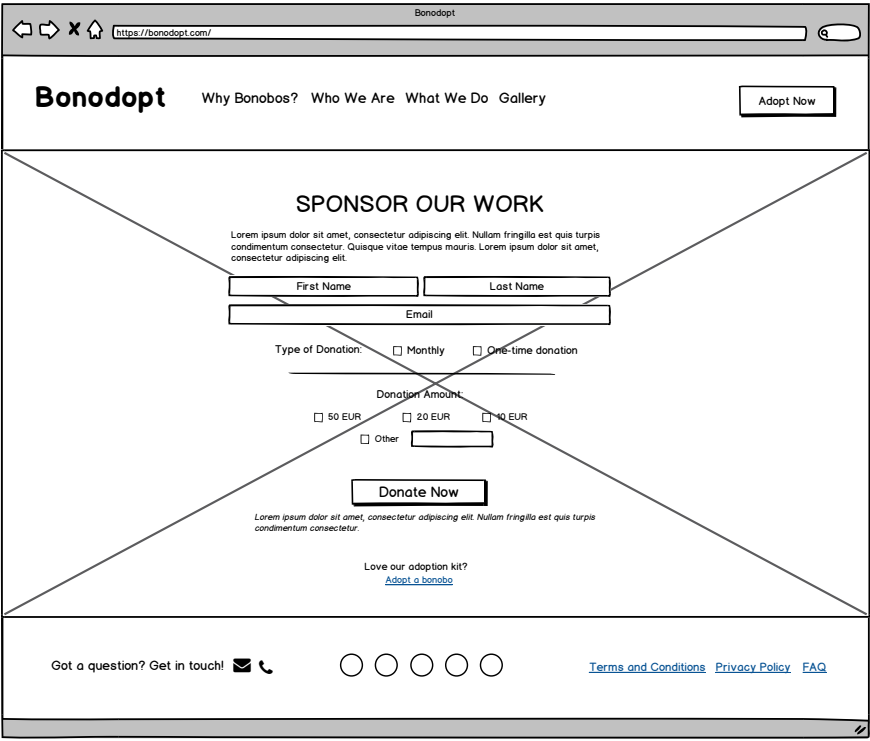 Bonodopt
https://bonodopt.com/
Bonodopt Why Bonobos? Who We Are What We Do Gallery Adopt Now
SPONSOR OUR WORK
Lorem ipsum dolor sit amet, consectetur adipiscing elit. Nullam fringilla est quis turpis
condimentum consectetur. Quisque vitae tempus mauris. Lorem ipsum dolor sit amet,
consectetur adipiscing elit.
First Name Last Name
Email
Type of Donation: Monthly One-time donation
Donation Amount:
50 EUR 20 EUR 10 EUR
Other
Donate Now
Lorem ipsum dolor sit amet, consectetur adipiscing elit. Nullam fringilla est quis turpis
condimentum consectetur.
Love our adoption kit?
Adopt a bonobo
Got a question? Get in touch! Terms and Conditions Privacy Policy FAQ